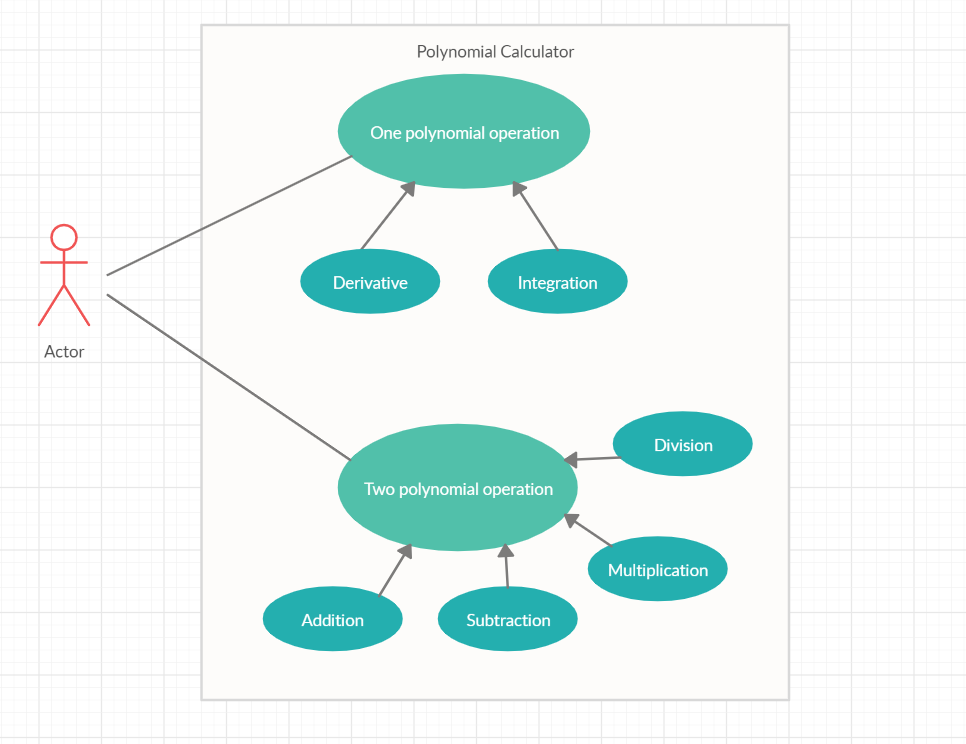 Polynomial Calculator
One polynomial operation
Derivative
Integration
Actor
Two polynomial operation
Division
Multiplication
Addition
Subtraction